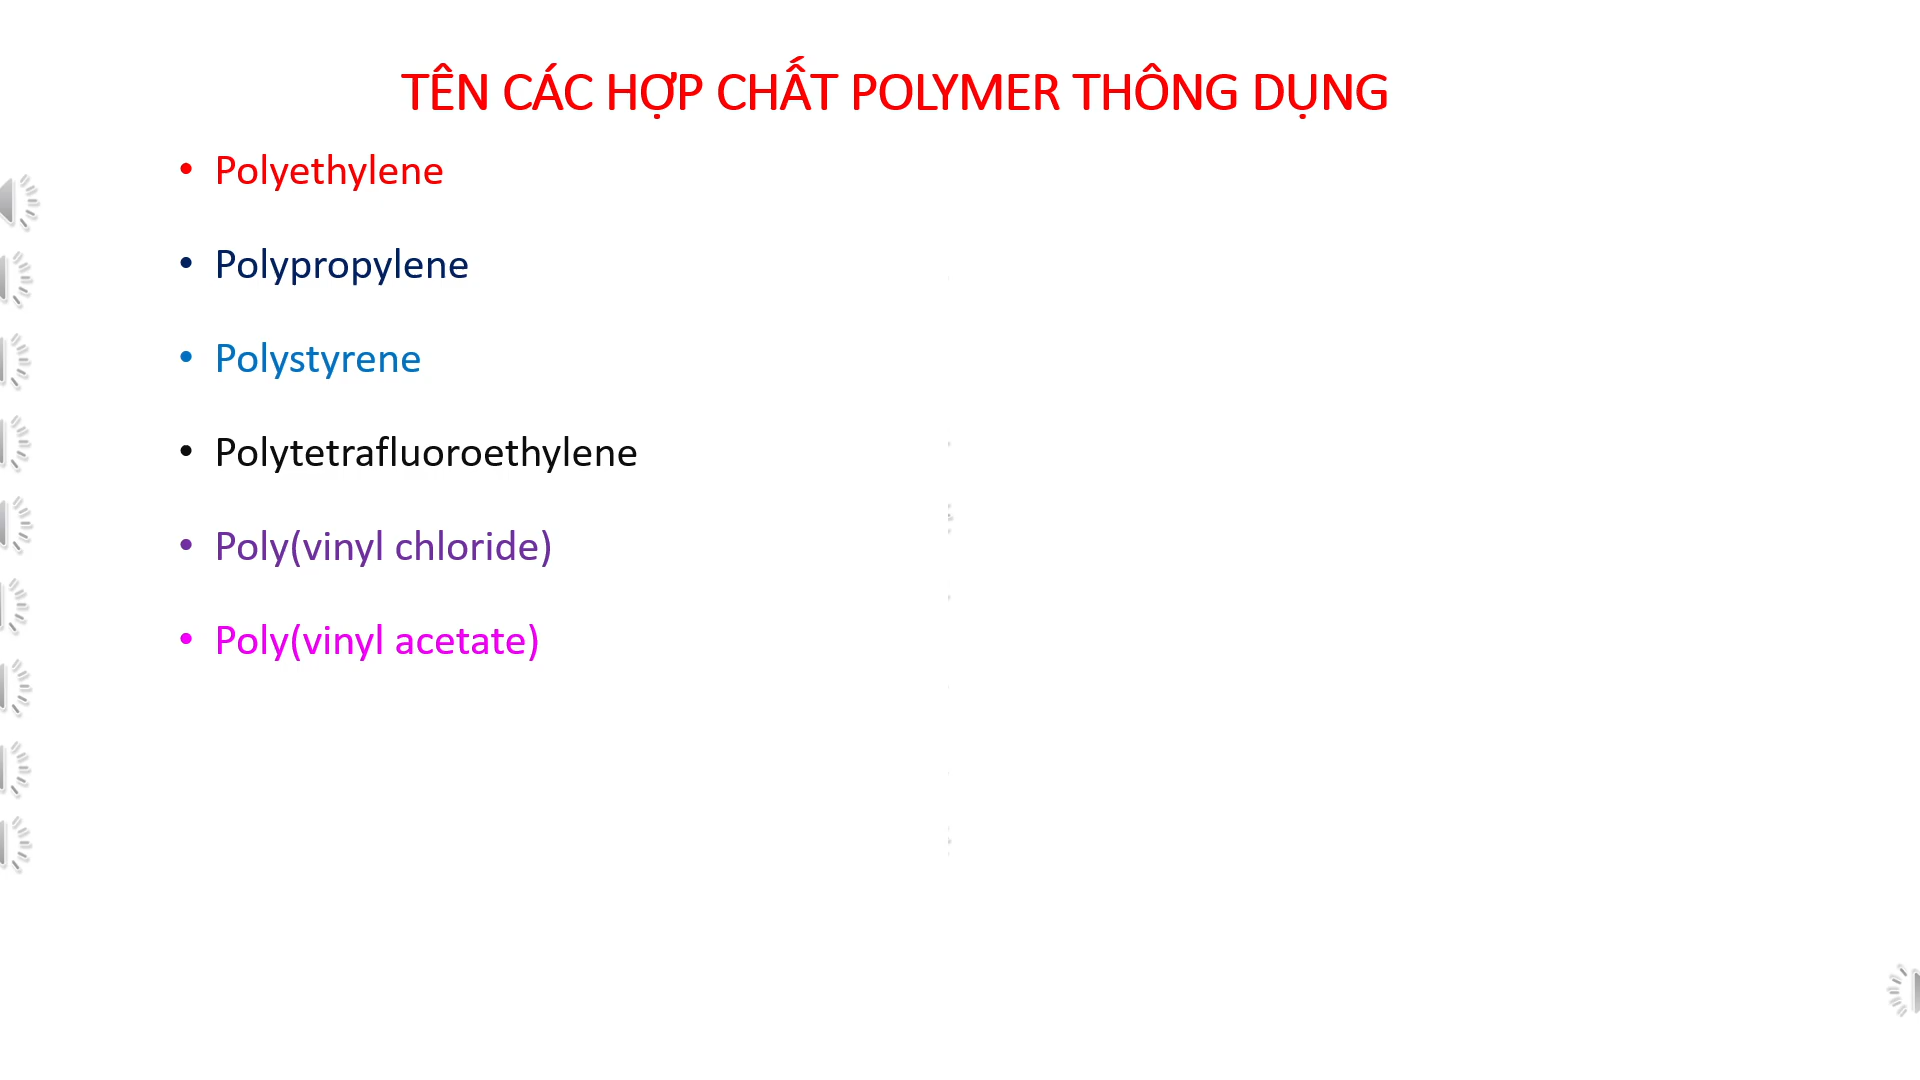 TÊN CÁC HỢP CHẤT POLYMER THÔNG DỤNG
• Polyethylene
• Polypropylene
• Polystyrene
• Polytetrafluoroethylene
• Poly(vinyl chloride)
• Poly(vinyl acetate)